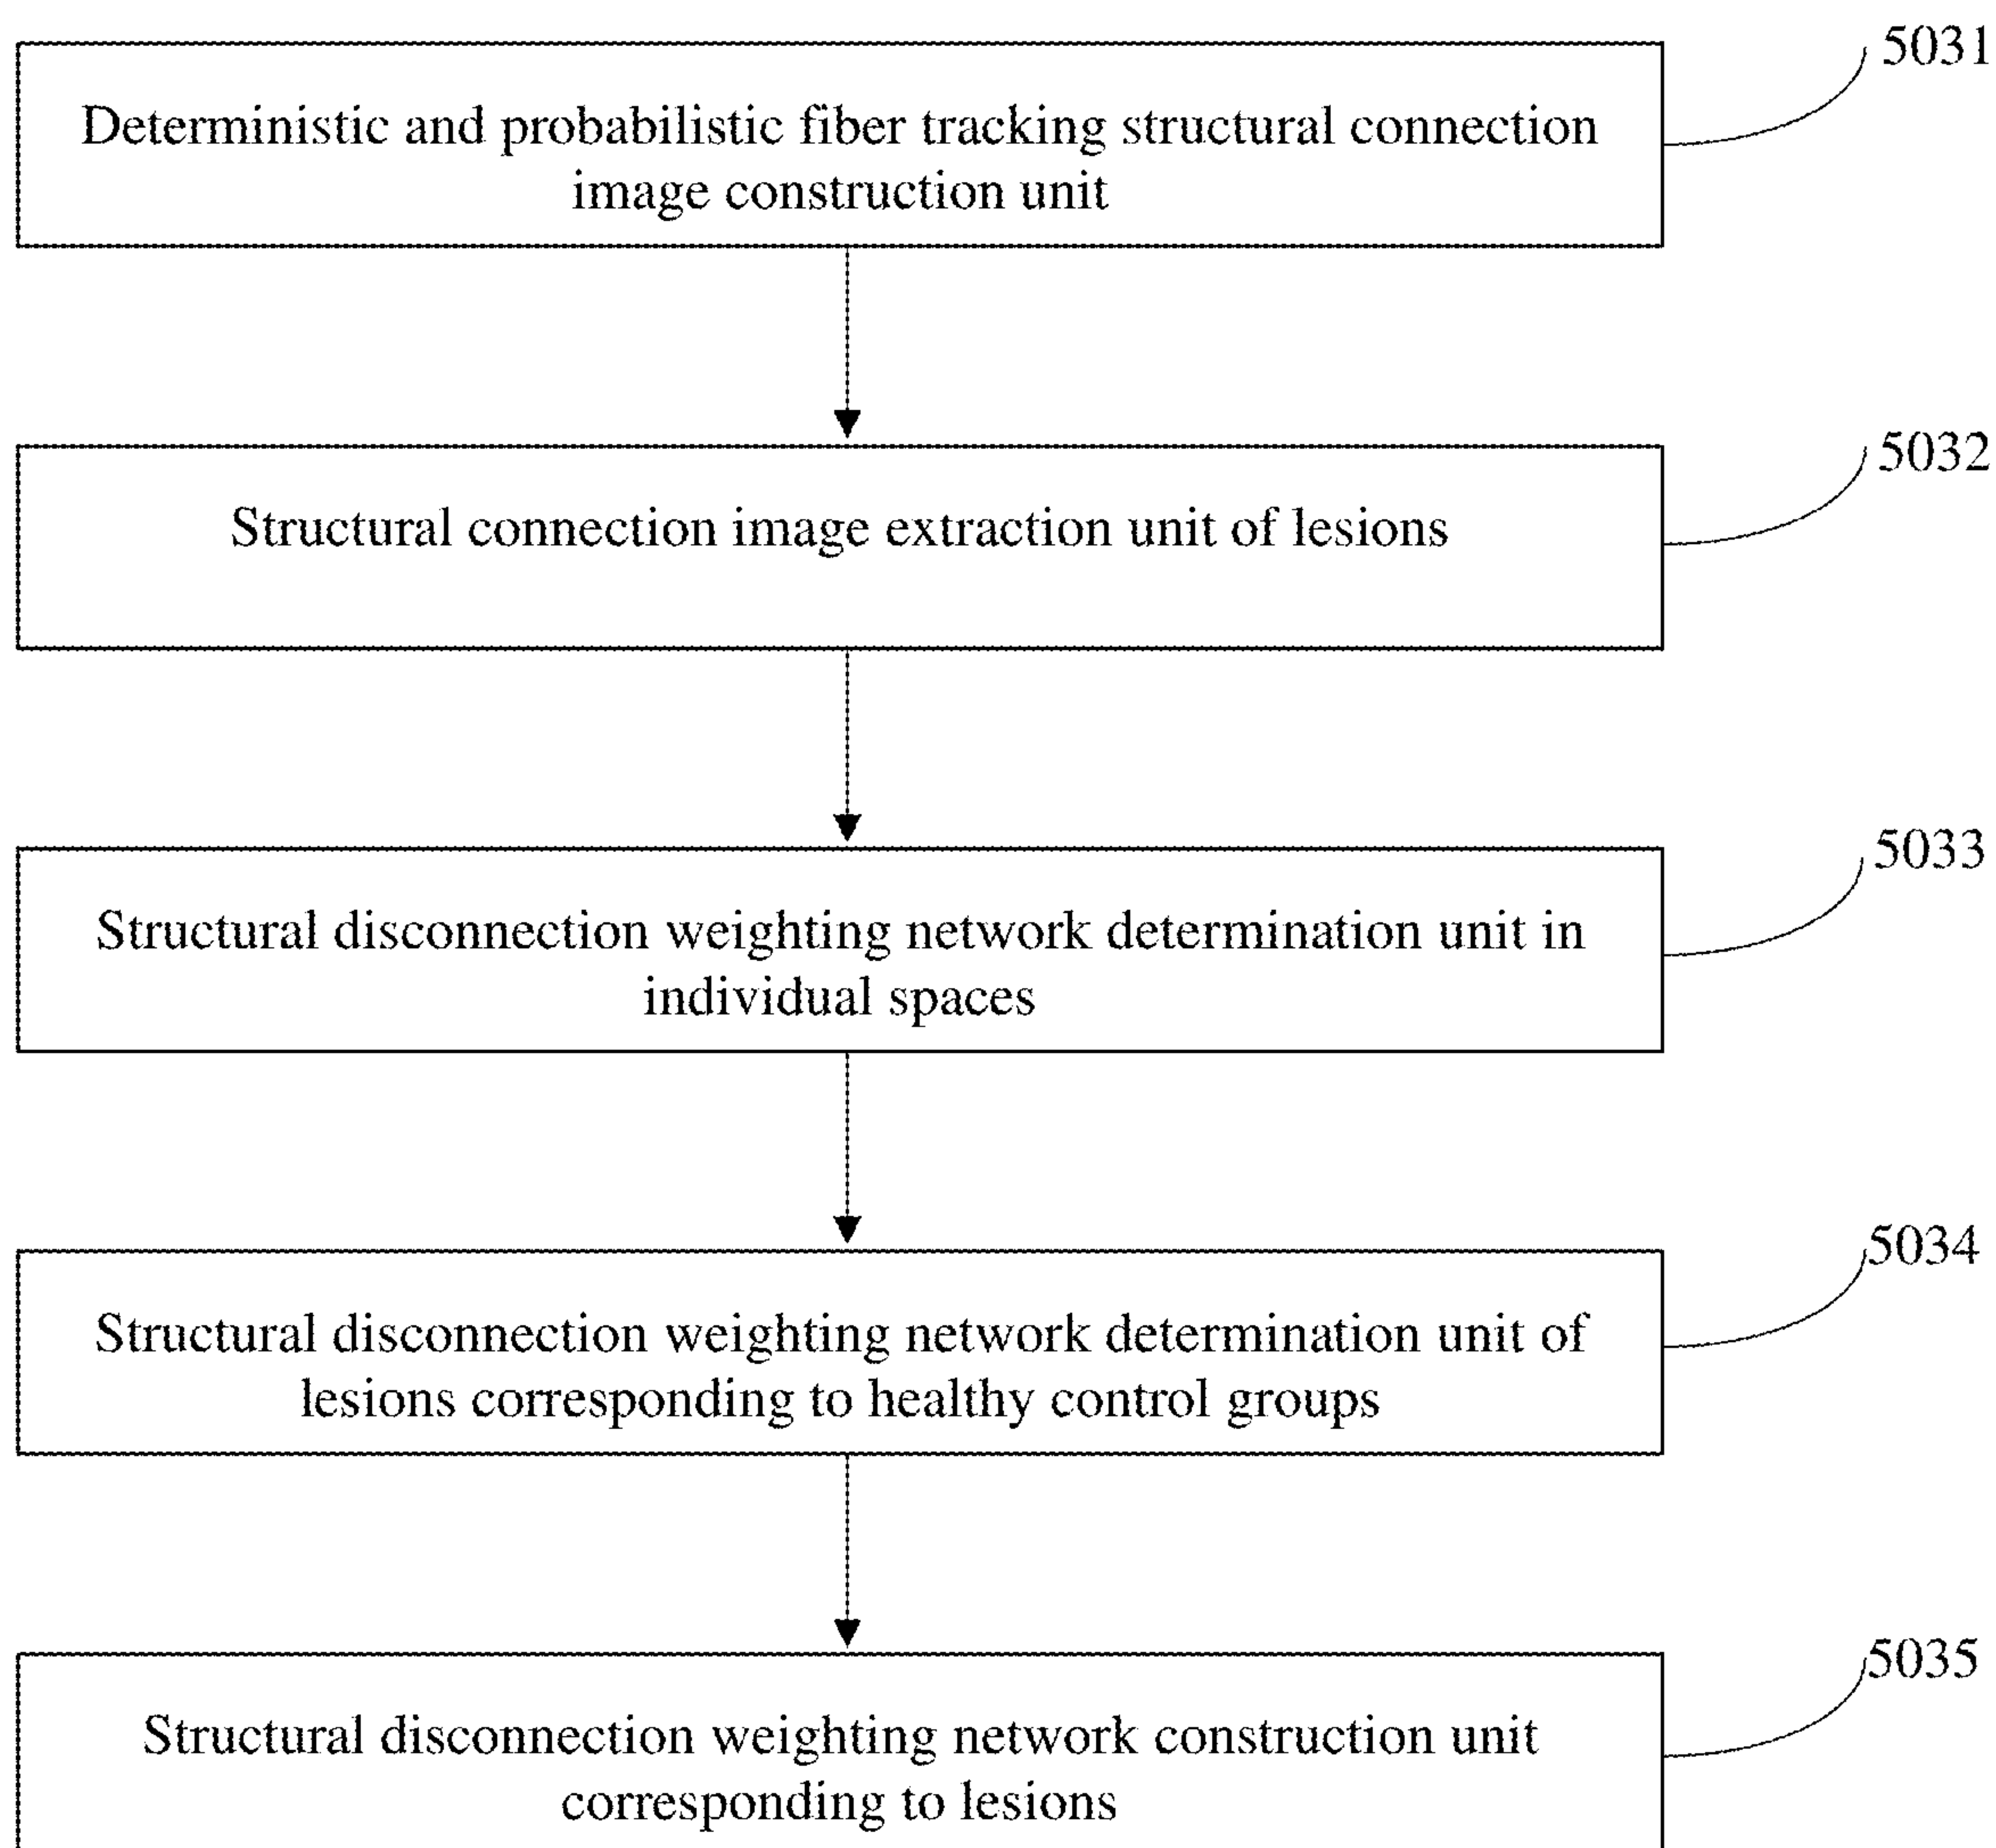 5031
Deterministic and probabilistic fiber tracking structural connection
image construction unit
5032
Structural connection image extraction unit of lesions
5033
Structural disconnection weighting network determination unit in
individual spaces
5034
Structural disconnection weighting network determination unit of
lesions corresponding to healthy control groups
5035
Structural disconnection weighting network construction unit
corresponding to lesions